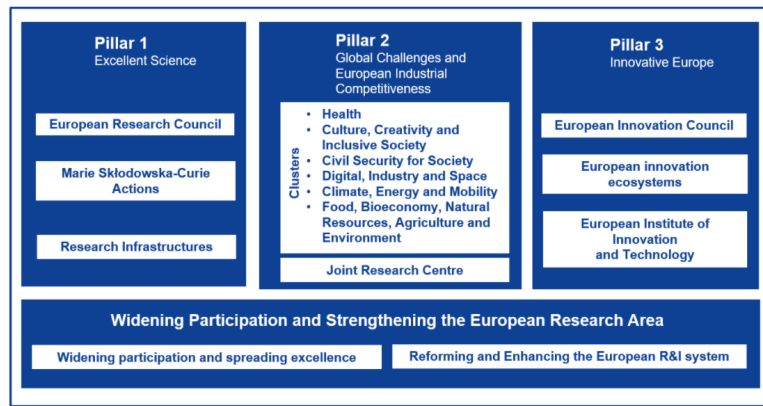 Pillar 1
Excellent Science
European Research Council
Marie Skłodowska-Curie
Actions
Research Infrastructures
Pillar 2
Global Challenges and
European Industrial
Competitiveness
Clusters
• Health
• Culture, Creativity and
Inclusive Society
• Civil Security for Society
• Digital, Industry and Space
• Climate, Energy and Mobility
• Food, Bioeconomy, Natural
Resources, Agriculture and
Environment
Joint Research Centre
Pillar 3
Innovative Europe
European Innovation Council
European innovation
ecosystems
European Institute of
Innovation
and Technology
Widening Participation and Strengthening the European Research Area
Widening participation and spreading excellence
Reforming and Enhancing the European R&I system